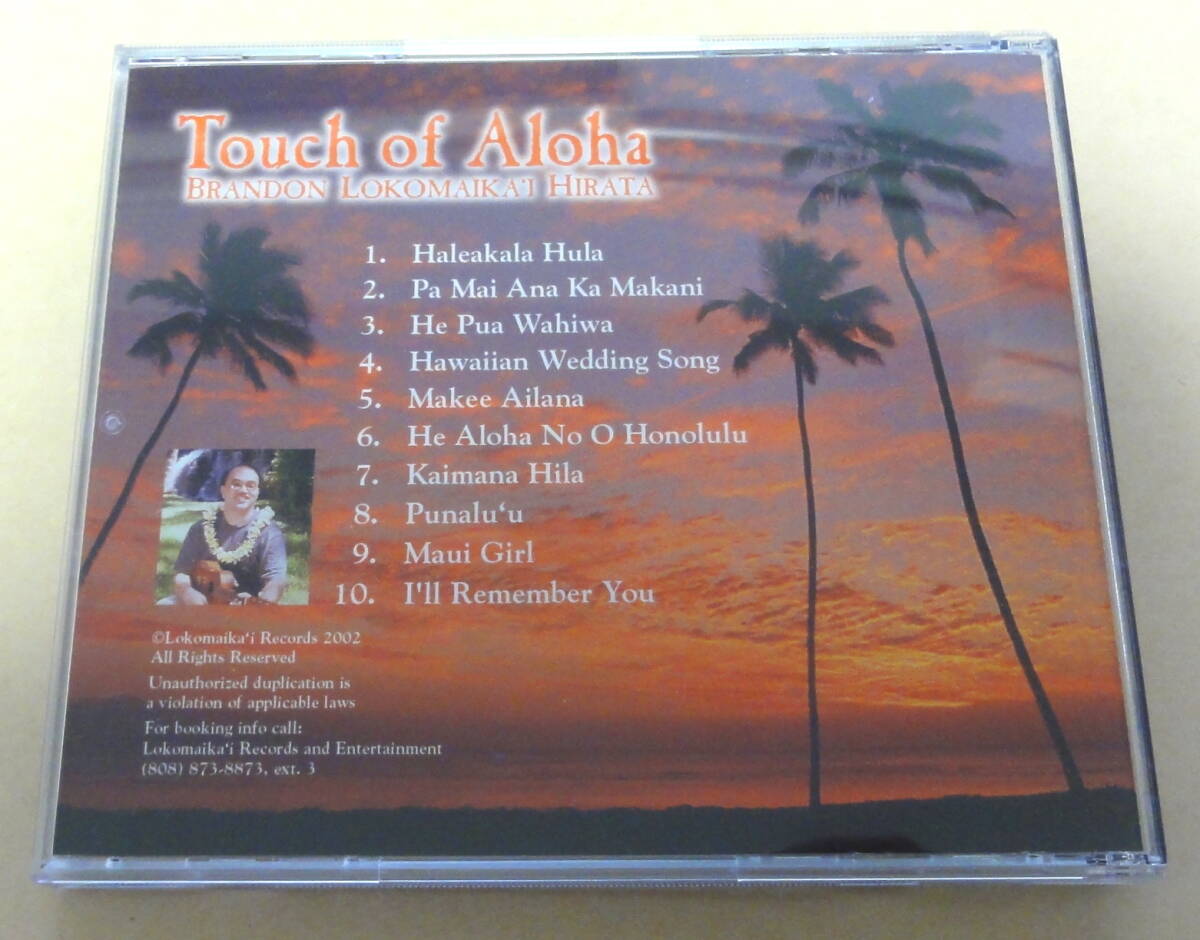 Touch of Aloha
BRANDON LOKOMAIKA'I HIRATA
1. Haleakala Hula
2. Pa Mai Ana Ka Makani
3. He Pua Wahiwa
4. Hawaiian Wedding Song
5. Makee Ailana
6. He Aloha No O Honolulu
7. Kaimana Hila
8. Punalu‘u
9. Maui Girl
10. I'll Remember You
©Lokomaika‘i Records 2002
All Rights Reserved
Unauthorized duplication is
a violation of applicable laws
For booking info call:
Lokomaika‘i Records and Entertainment
(808) 873-8873, ext. 3